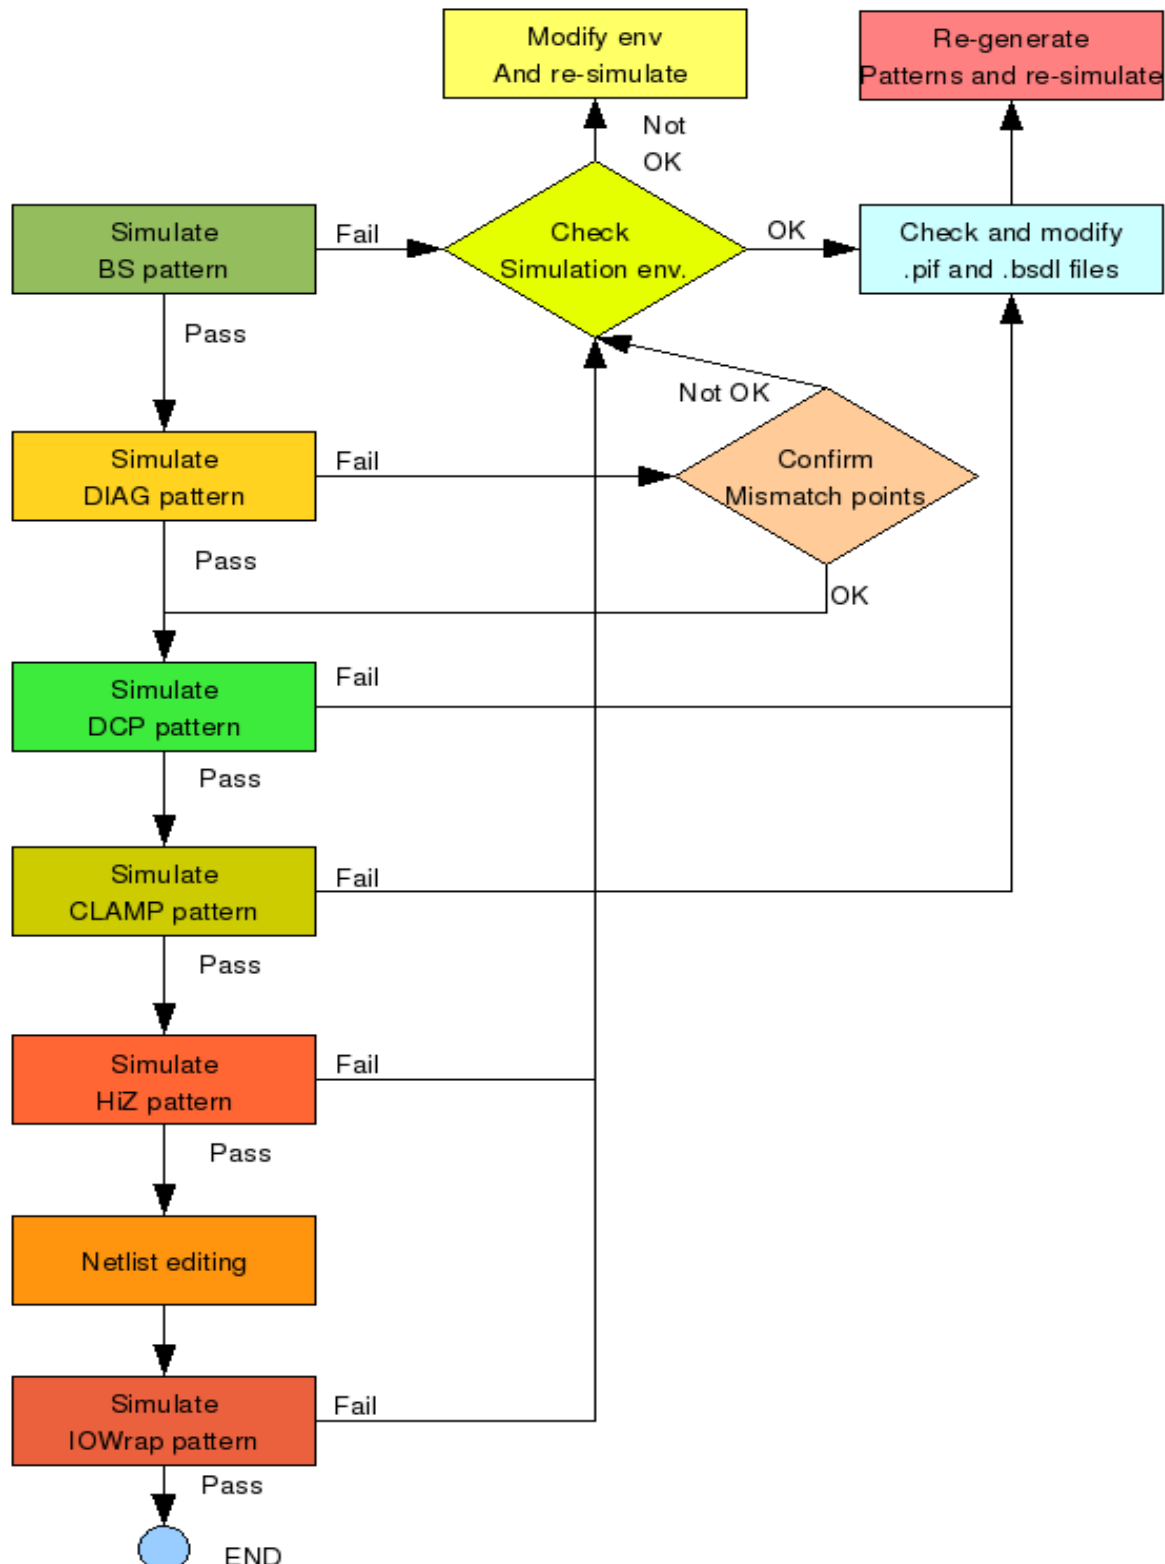 Modify env
And re-simulate
Re-generate
Patterns and re-simulate
Not
OK
Simulate
BS pattern
Fail
Check
Simulation env.
OK
Check and modify
.pif and .bsdl files
Pass
Not OK
Simulate
DIAG pattern
Fail
Confirm
Mismatch points
Pass
OK
Simulate
DCP pattern
Fail
Pass
Simulate
CLAMP pattern
Fail
Pass
Simulate
HiZ pattern
Fail
Pass
Netlist editing
Simulate
IOWrap pattern
Fail
Pass
END